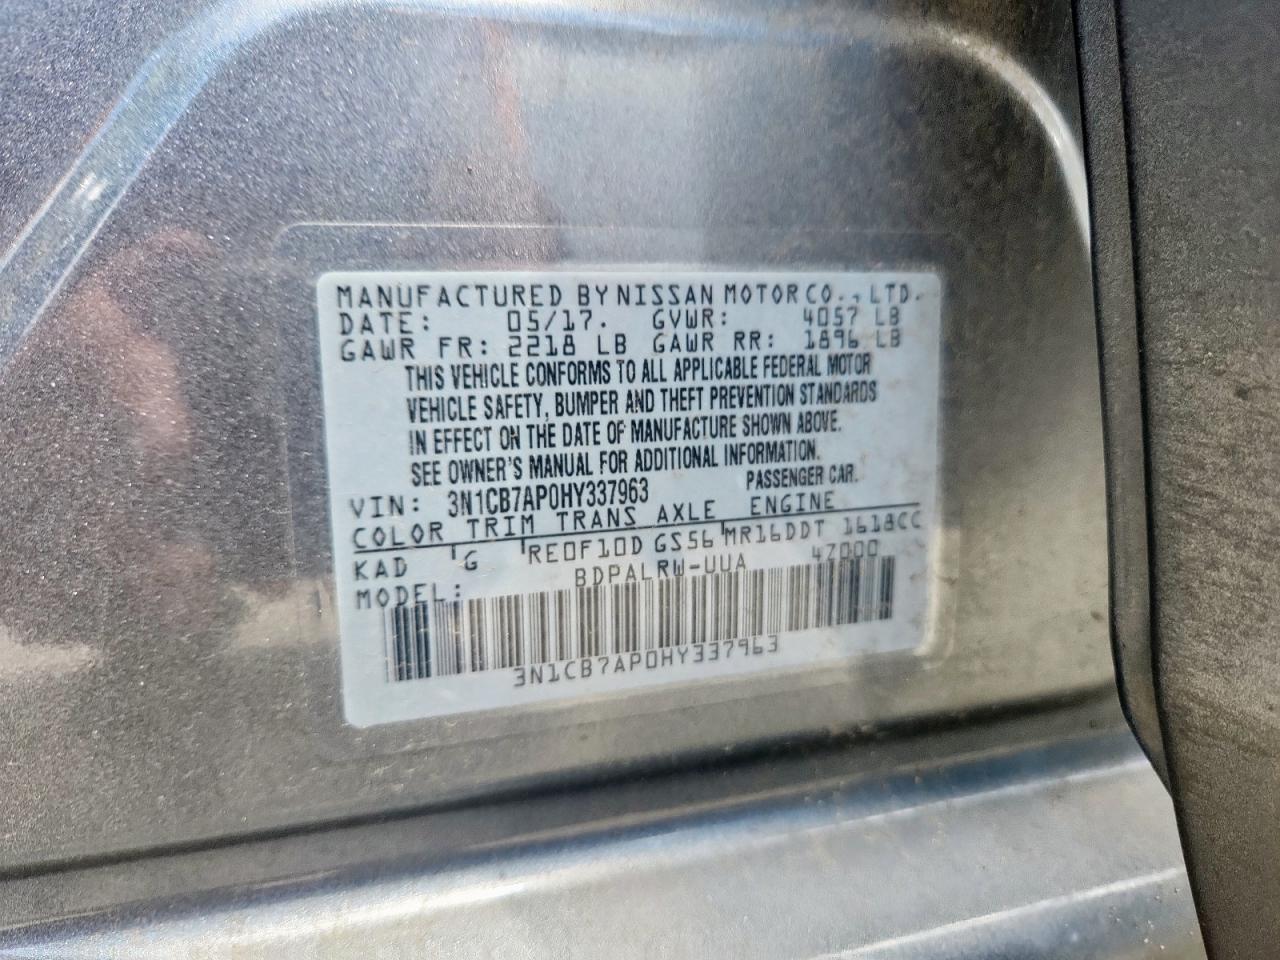 MANUFACTURED BY NISSAN MOTOR CO., LTD.
DATE: 05/17. GVWR: 4057 LB
GAWR FR: 2218 LB GAWR RR: 1896 LB
THIS VEHICLE CONFORMS TO ALL APPLICABLE FEDERAL MOTOR
VEHICLE SAFETY, BUMPER AND THEFT PREVENTION STANDARDS
IN EFFECT ON THE DATE OF MANUFACTURE SHOWN ABOVE.
SEE OWNER'S MANUAL FOR ADDITIONAL INFORMATION.
VIN: 3N1CB7AP0HY337963 PASSENGER CAR.
COLOR TRIM TRANS AXLE ENGINE
KAD G RE0F10D GS56 MR16DDT 1618CC
MODEL: BDPALRW-UUA 47000
3N1CB7AP0HY337963